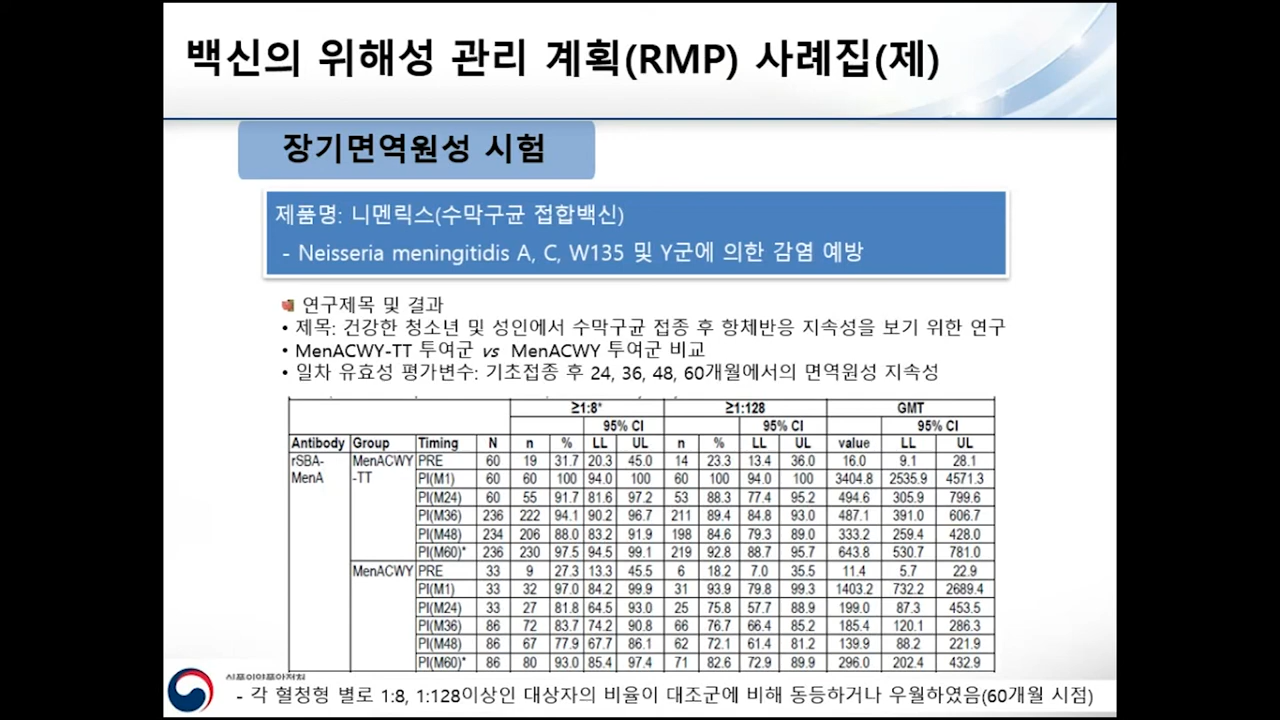 백신의 위해성 관리 계획(RMP) 사례집(제)
장기면역원성 시험
제품명: 니멘릭스(수막구균 접합백신)
- Neisseria meningitidis A, C, W135 및 Y군에 의한 감염 예방
연구제목 및 결과
• 제목: 건강한 청소년 및 성인에서 수막구균 접종 후 항체반응 지속성을 보기 위한 연구
• MenACWY-TT 투여군 vs MenACWY 투여군 비교
• 일차 유효성 평가변수: 기초접종 후 24, 36, 48, 60개월에서의 면역원성 지속성
≥1:8* ≥1:128 GMT
95% CI 95% CI 95% CI
Antibody Group Timing N n % LL UL n % LL UL value LL UL
rSBA- MenACWY PRE 60 19 31.7 20.3 45.0 14 23.3 13.4 36.0 16.0 9.1 28.1
MenA -TT PI(M1) 60 60 100 94.0 100 60 100 94.0 100 3404.8 2535.9 4571.3
PI(M24) 60 55 91.7 81.6 97.2 53 88.3 77.4 95.2 494.6 305.9 799.6
PI(M36) 236 222 94.1 90.2 96.7 211 89.4 84.8 93.0 487.1 391.0 606.7
PI(M48) 234 206 88.0 83.2 91.9 198 84.6 79.3 89.0 333.2 259.4 428.0
PI(M60)* 236 230 97.5 94.5 99.1 219 92.8 88.7 95.7 643.8 530.7 781.0
MenACWY PRE 33 9 27.3 13.3 45.5 6 18.2 7.0 35.5 11.4 5.7 22.9
PI(M1) 33 32 97.0 84.2 99.9 31 93.9 79.8 99.3 1403.2 732.2 2689.4
PI(M24) 33 27 81.8 64.5 93.0 25 75.8 57.7 88.9 199.0 87.3 453.5
PI(M36) 86 72 83.7 74.2 90.8 66 76.7 66.4 85.2 185.4 120.1 286.3
PI(M48) 86 67 77.9 67.7 86.1 62 72.1 61.4 81.2 139.9 88.2 221.9
PI(M60)* 86 80 93.0 85.4 97.4 71 82.6 72.9 89.9 296.0 202.4 432.9
- 각 혈청형 별로 1:8, 1:128이상인 대상자의 비율이 대조군에 비해 동등하거나 우월하였음(60개월 시점)